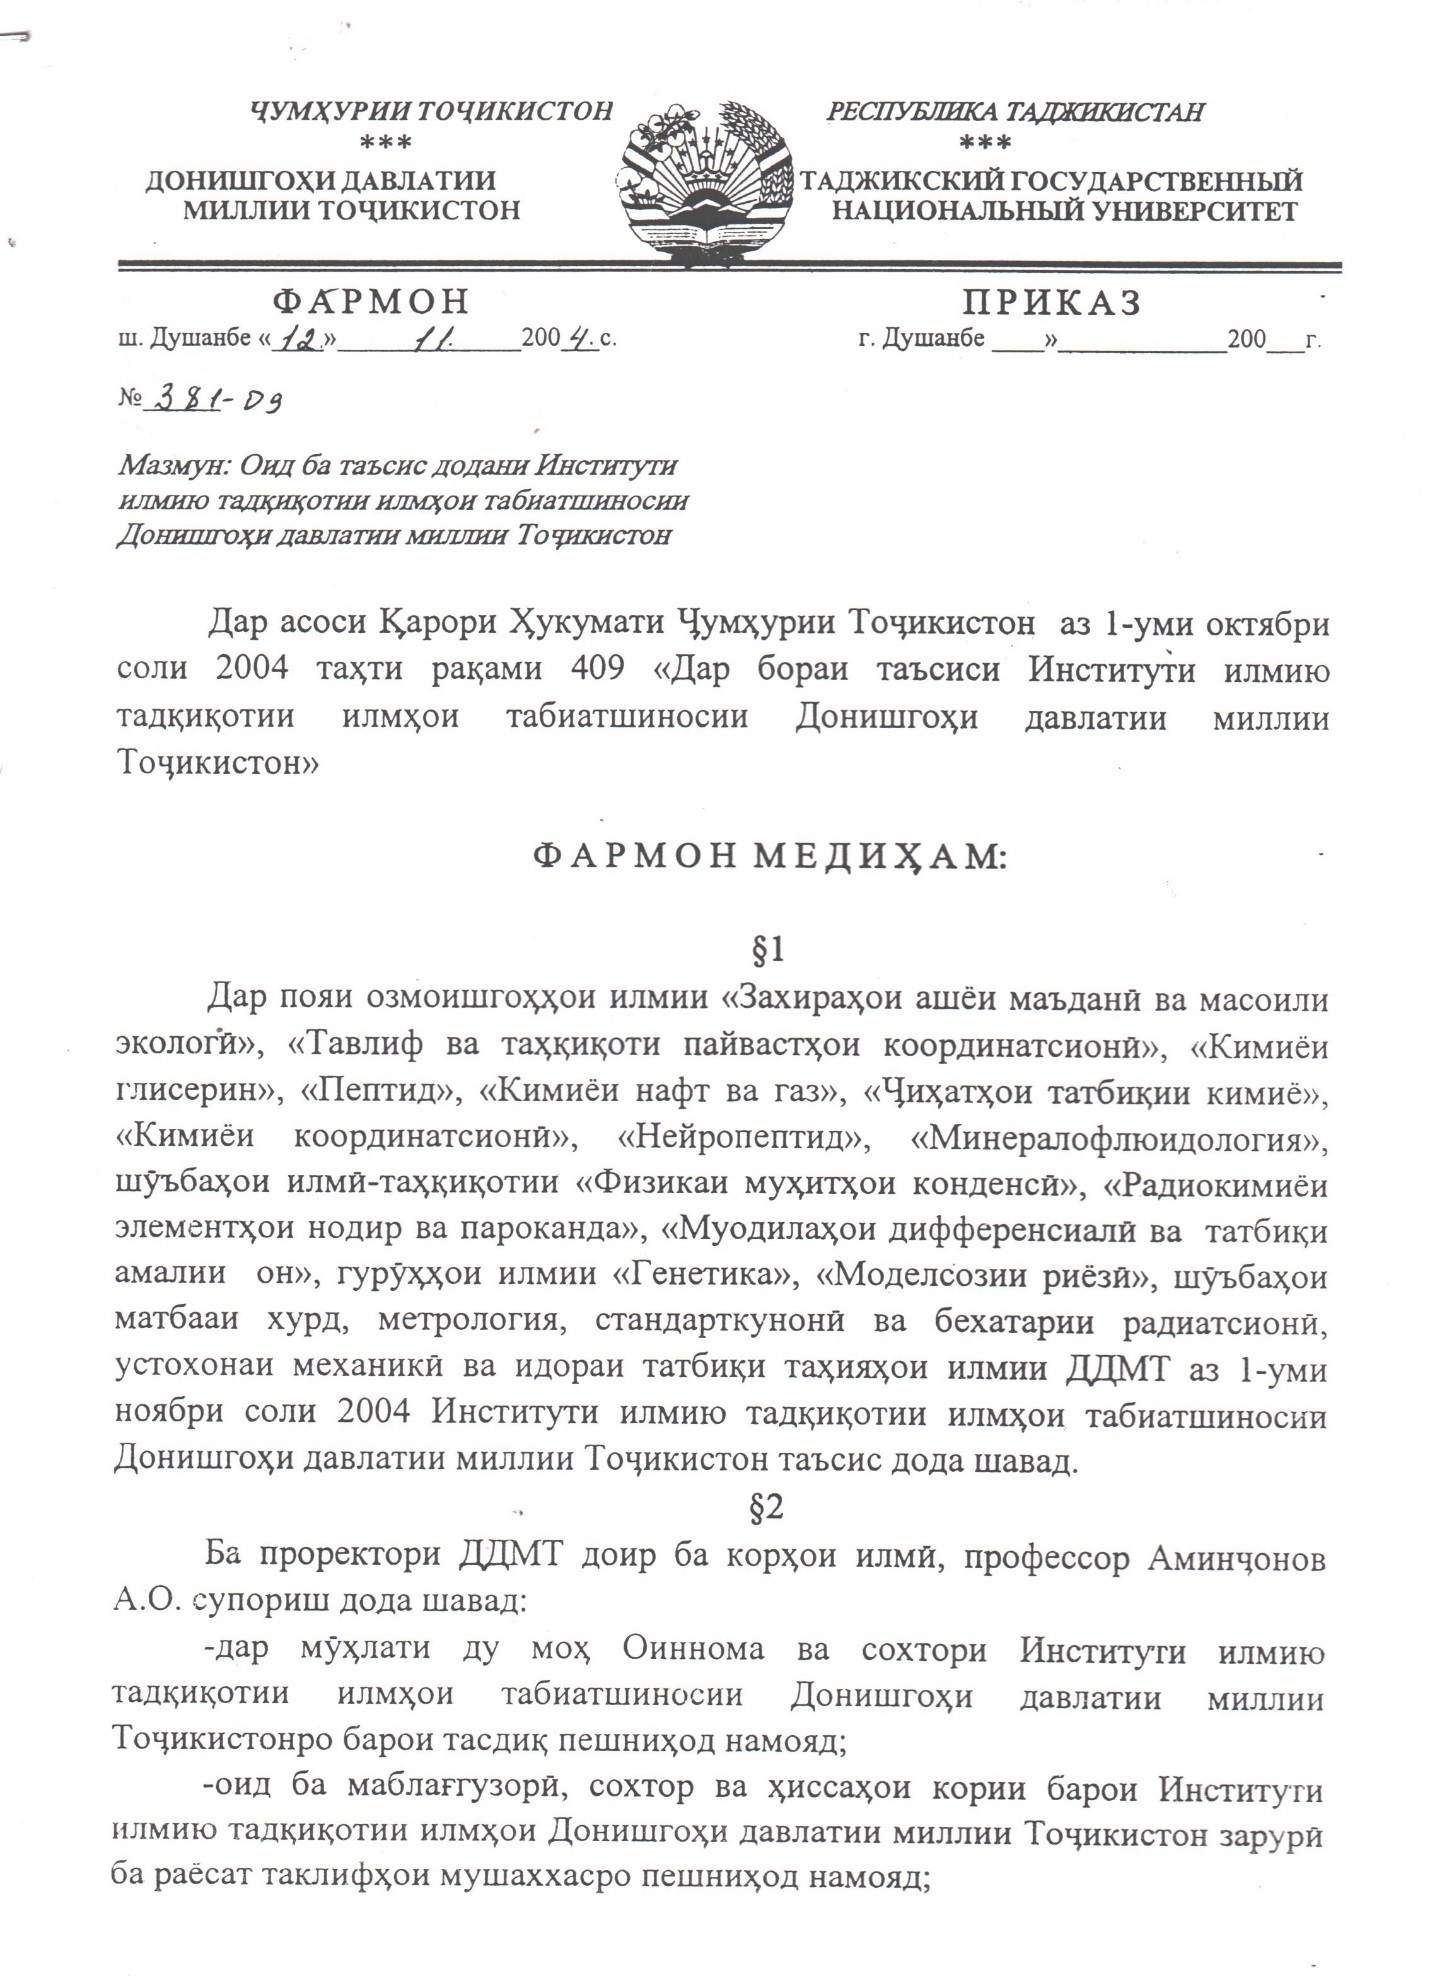 ҶУМҲУРИИ ТОҶИКИСТОН
***
ДОНИШГОҲИ ДАВЛАТИИ
МИЛЛИИ ТОҶИКИСТОН
РЕСПУБЛИКА ТАДЖИКИСТАН
***
ТАДЖИКСКИЙ ГОСУДАРСТВЕННЫЙ
НАЦИОНАЛЬНЫЙ УНИВЕРСИТЕТ
ФАРМОН
ш. Душанбе «12.» 11. 2004.с.
№ 381-09
ПРИКАЗ
г. Душанбе ____»_____________200___г.
Мазмун: Оид ба таъсис додани Институти
илмию тадқиқотии илмҳои табиатшиносии
Донишгоҳи давлатии миллии Тоҷикистон
Дар асоси Қарори Ҳукумати Ҷумҳурии Тоҷикистон аз 1-уми октябри
соли 2004 таҳти рақами 409 «Дар бораи таъсиси Институти илмию
тадқиқотии илмҳои табиатшиносии Донишгоҳи давлатии миллии
Тоҷикистон»
ФАРМОН МЕДИҲАМ:
§1
Дар пояи озмоишгоҳҳои илмии «Захираҳои ашёи маъданӣ ва масоили
экологӣ», «Тавлиф ва таҳқиқоти пайвастҳои координатсионӣ», «Кимиёи
глисерин», «Пептид», «Кимиёи нафт ва газ», «Ҷиҳатҳои татбиқии кимиё»,
«Кимиёи координатсионӣ», «Нейропептид», «Минералофлюидология»,
шӯъбаҳои илмӣ-таҳқиқотии «Физикаи муҳитҳои конденсӣ», «Радиокимиёи
элементҳои нодир ва пароканда», «Муодилаҳои дифференсиалӣ ва татбиқи
амалии он», гурӯҳҳои илмии «Генетика», «Моделсозии риёзӣ», шӯъбаҳои
матбааи хурд, метрология, стандарткунонӣ ва бехатарии радиатсионӣ,
устохонаи механикӣ ва идораи татбиқи таҳияҳои илмии ДДМТ аз 1-уми
ноябри соли 2004 Институти илмию тадқиқотии илмҳои табиатшиносии
Донишгоҳи давлатии миллии Тоҷикистон таъсис дода шавад.
§2
Ба проректори ДДМТ доир ба корҳои илмӣ, профессор Аминҷонов
А.О. супориш дода шавад:
-дар мӯҳлати ду моҳ Оиннома ва сохтори Институти илмию
тадқиқотии илмҳои табиатшиносии Донишгоҳи давлатии миллии
Тоҷикистонро барои тасдиқ пешниҳод намояд;
-оид ба маблағгузорӣ, сохтор ва ҳиссаҳои кории барои Институти
илмию тадқиқотии илмҳои Донишгоҳи давлатии миллии Тоҷикистон зарурӣ
ба раёсат таклифҳои мушаххасро пешниҳод намояд;